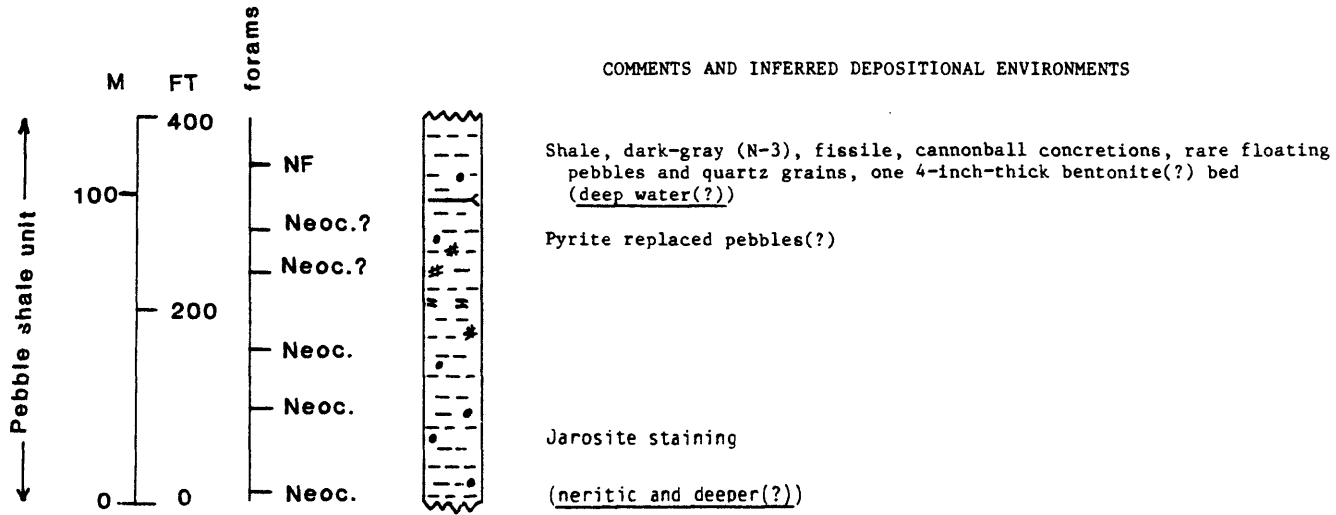 forams
M FT
COMMENTS AND INFERRED DEPOSITIONAL ENVIRONMENTS
400
Shale, dark-gray (N-3), fissile, cannonball concretions, rare floating
NF
pebbles and quartz grains, one 4-inch-thick bentonite(?) bed
100
(deep water(?))
Neoc.?
Pyrite replaced pebbles(?)
Neoc.?
Pebble shale unit
200
Neoc.
Neoc.
Jarosite staining
0 0
Neoc.
(neritic and deeper(?))